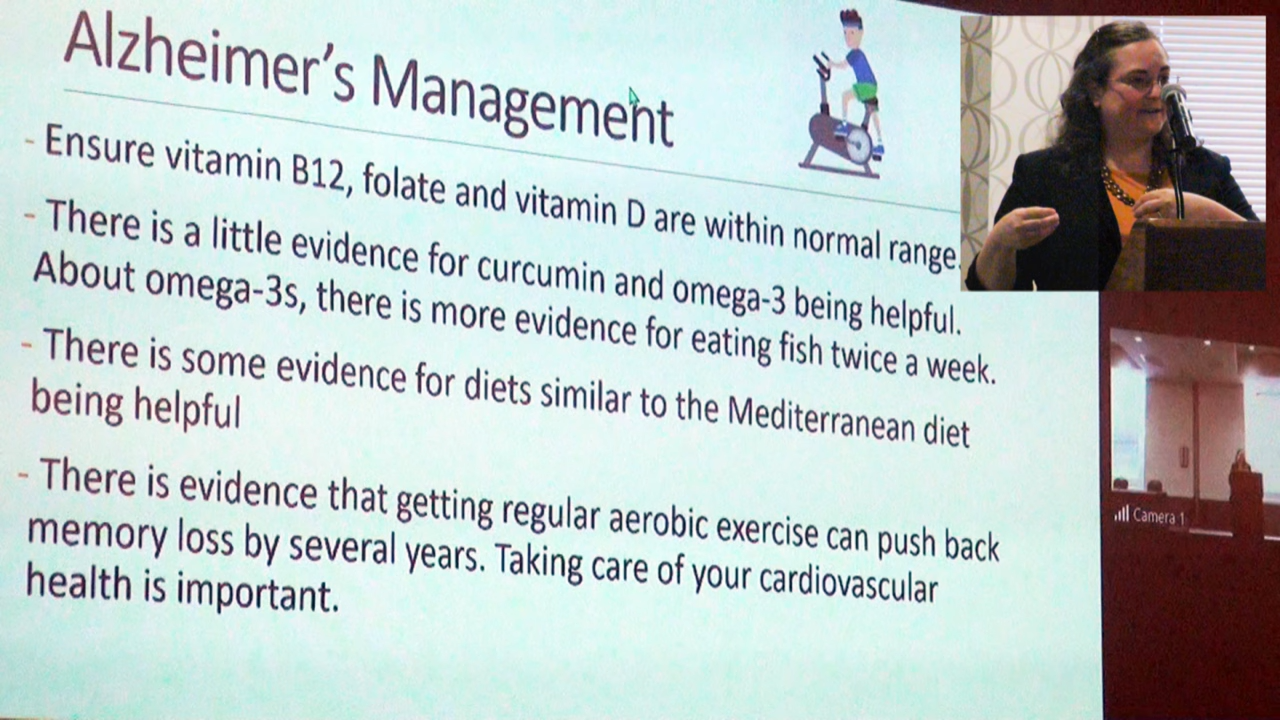 Alzheimer's Management
- Ensure vitamin B12, folate and vitamin D are within normal range.
- There is a little evidence for curcumin and omega-3 being helpful.
About omega-3s, there is more evidence for eating fish twice a week.
- There is some evidence for diets similar to the Mediterranean diet
being helpful
- There is evidence that getting regular aerobic exercise can push back
memory loss by several years. Taking care of your cardiovascular
health is important.
Camera 1